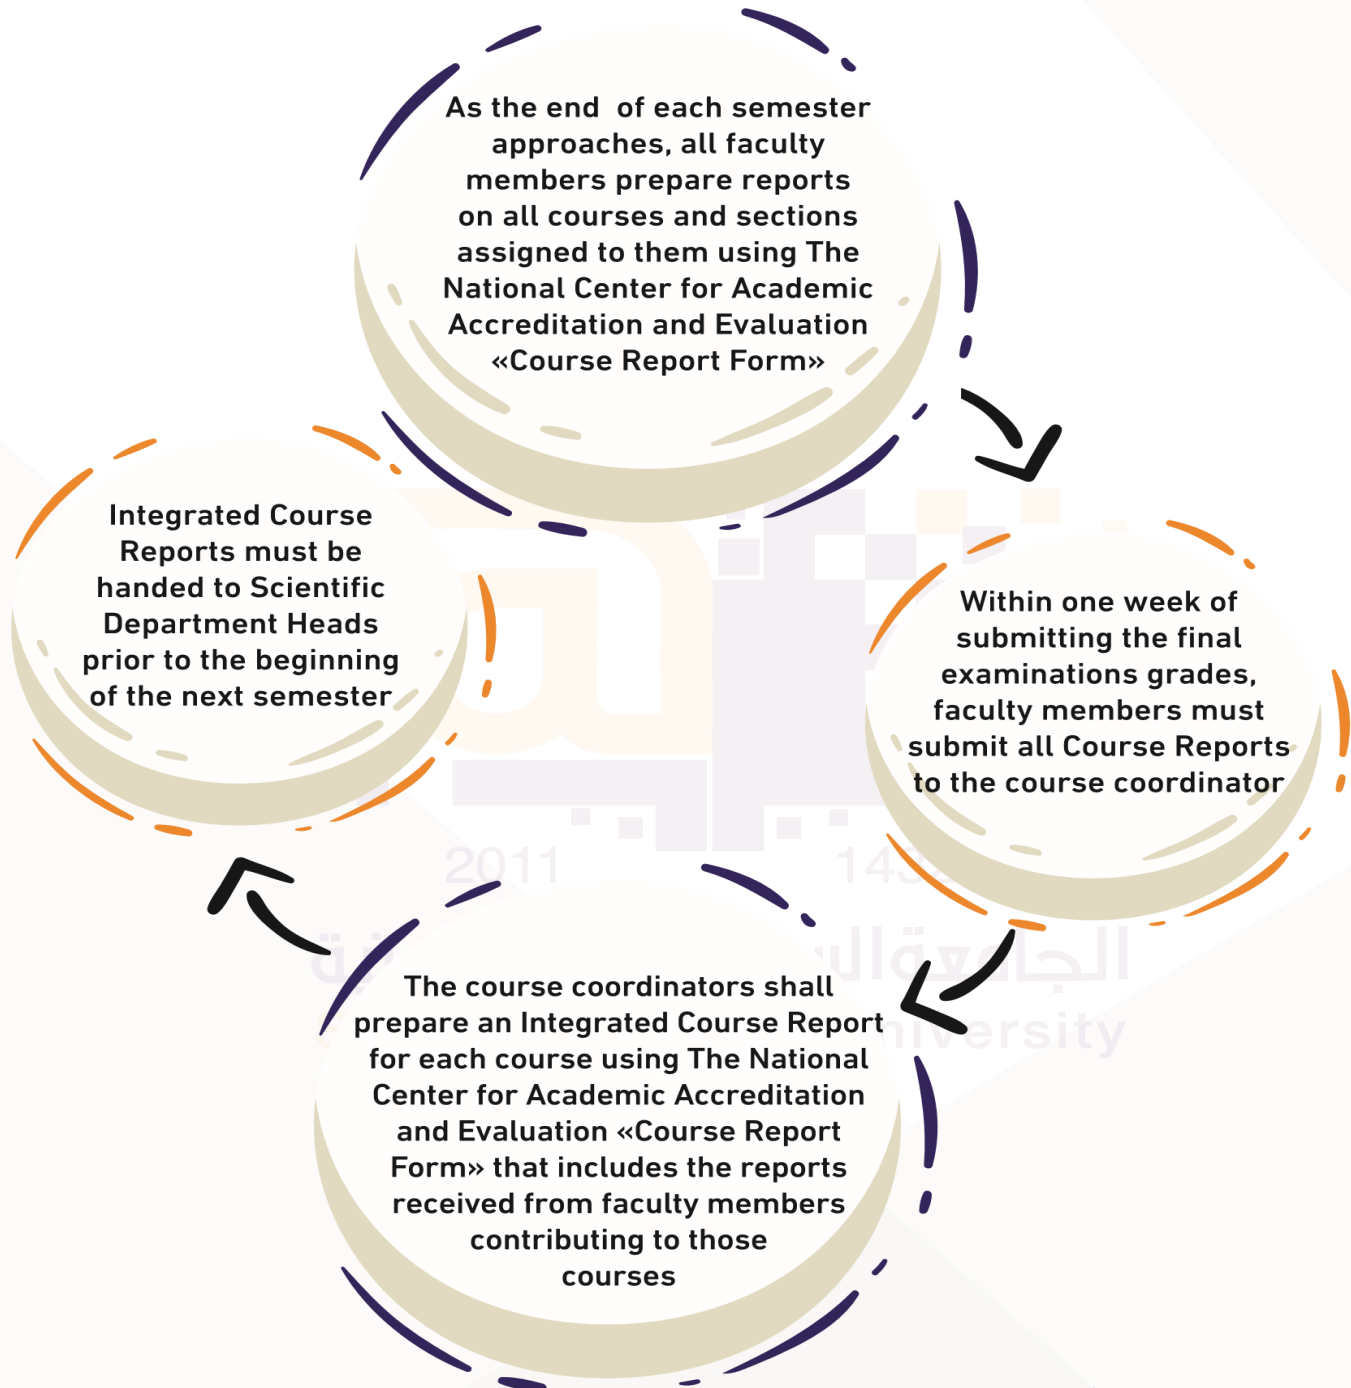 As the end of each semester
approaches, all faculty
members prepare reports
on all courses and sections
assigned to them using The
National Center for Academic
Accreditation and Evaluation
«Course Report Form»
Within one week of
submitting the final
examinations grades,
faculty members must
submit all Course Reports
to the course coordinator
The course coordinators shall
prepare an Integrated Course Report
for each course using The National
Center for Academic Accreditation
and Evaluation «Course Report
Form» that includes the reports
received from faculty members
contributing to those
courses
Integrated Course
Reports must be
handed to Scientific
Department Heads
prior to the beginning
of the next semester
2011